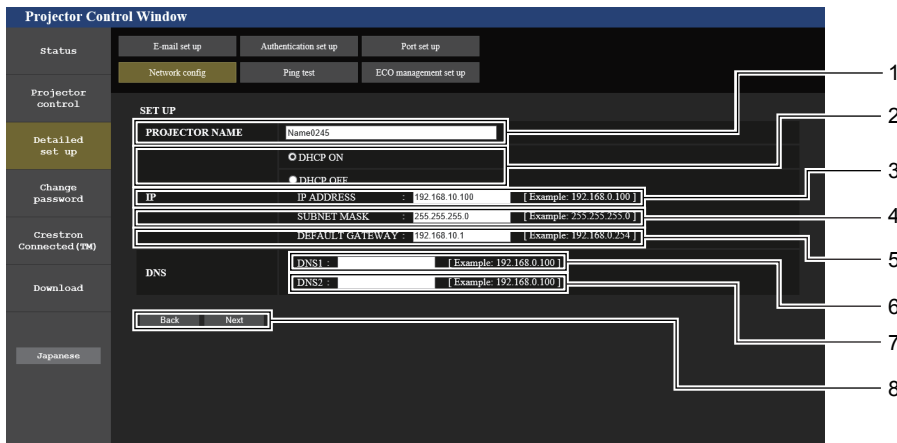 Projector Control Window
Status
E-mail set up
Authentication set up
Port set up
Network config
Ping test
ECO management set up
Projector
control
Detailed
set up
Change
password
Crestron
Connected(TM)
Download
Japanese
SET UP
PROJECTOR NAME Name0245
DHCP ON
DHCP OFF
IP IP ADDRESS : 192.168.10.100 [ Example: 192.168.0.100 ]
SUBNET MASK : 255.255.255.0 [ Example: 255.255.255.0 ]
DEFAULT GATEWAY : 192.168.10.1 [ Example: 192.168.0.254 ]
DNS
DNS1 : [ Example: 192.168.0.100 ]
DNS2 : [ Example: 192.168.0.100 ]
Back Next
1
2
3
4
5
6
7
8